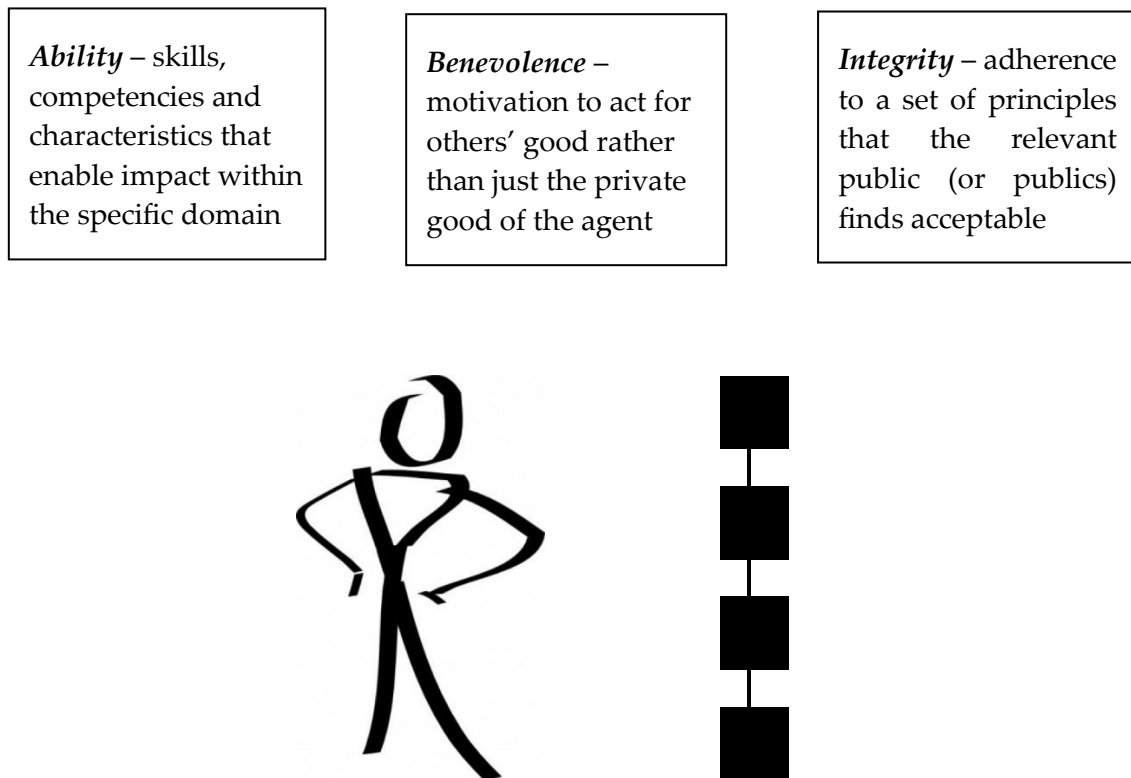 Ability – skills,
competencies and
characteristics that
enable impact within
the specific domain
Benevolence –
motivation to act for
others’ good rather
than just the private
good of the agent
Integrity – adherence
to a set of principles
that the relevant
public (or publics)
finds acceptable